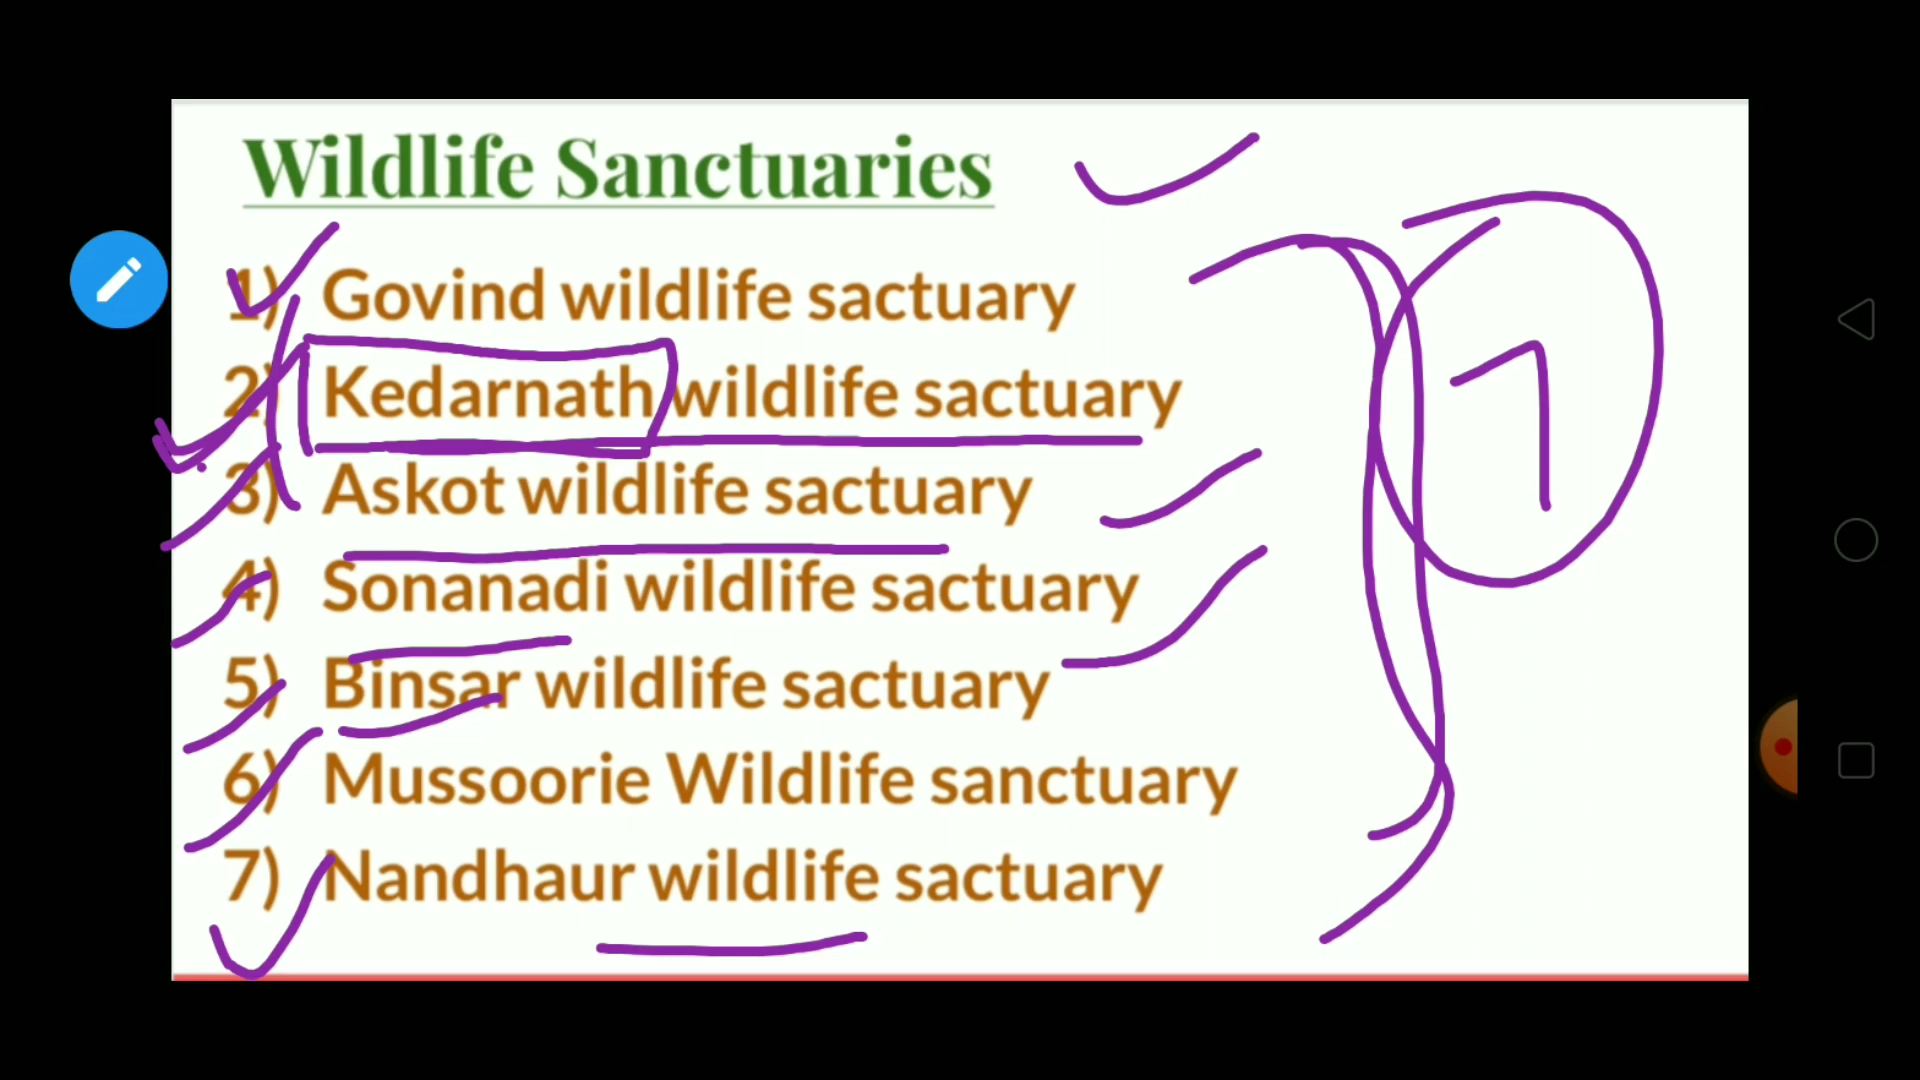 Wildlife Sanctuaries
1) Govind wildlife sactuary
2) Kedarnath wildlife sactuary
3) Askot wildlife sactuary
4) Sonanadi wildlife sactuary
5) Binsar wildlife sactuary
6) Mussoorie Wildlife sanctuary
7) Nandhaur wildlife sactuary
7